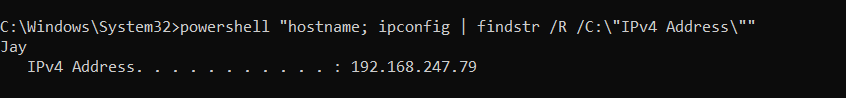 C:\Windows\System32>powershell "hostname; ipconfig | findstr /R /C:\"IPv4 Address\""
Jay
   IPv4 Address. . . . . . . . . . . : 192.168.247.79